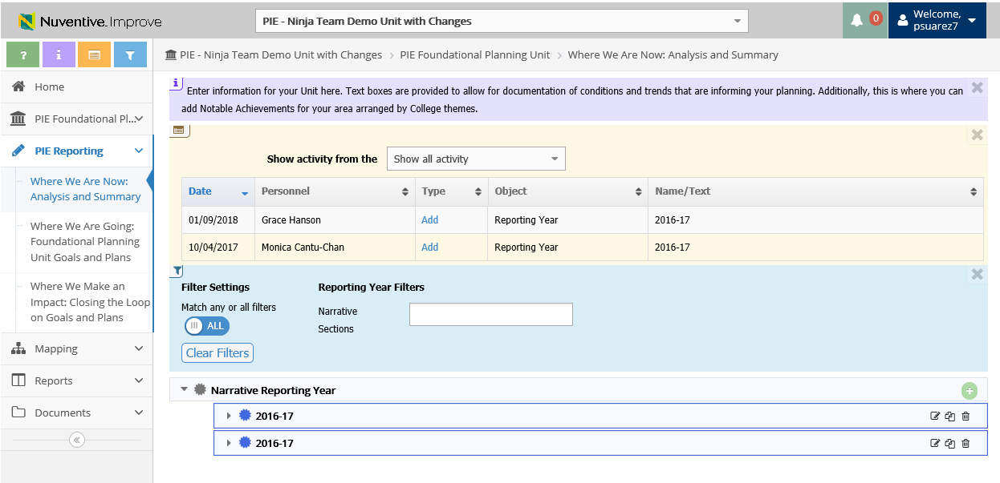 Nuventive.Improve
PIE - Ninja Team Demo Unit with Changes
0
Welcome,
psuarez7
? i
PIE - Ninja Team Demo Unit with Changes > PIE Foundational Planning Unit > Where We Are Now: Analysis and Summary
Home
PIE Foundational Pl...
PIE Reporting
Where We Are Now:
Analysis and Summary
Where We Are Going:
Foundational Planning
Unit Goals and Plans
Where We Make an
Impact: Closing the Loop
on Goals and Plans
Mapping
Reports
Documents
i
Enter information for your Unit here. Text boxes are provided to allow for documentation of conditions and trends that are informing your planning. Additionally, this is where you can
add Notable Achievements for your area arranged by College themes.
Show activity from the Show all activity
Date Personnel Type Object Name/Text
01/09/2018 Grace Hanson Add Reporting Year 2016-17
10/04/2017 Monica Cantu-Chan Add Reporting Year 2016-17
Filter Settings Reporting Year Filters
Match any or all filters
ALL
Clear Filters
Narrative
Sections
Narrative Reporting Year
2016-17
2016-17